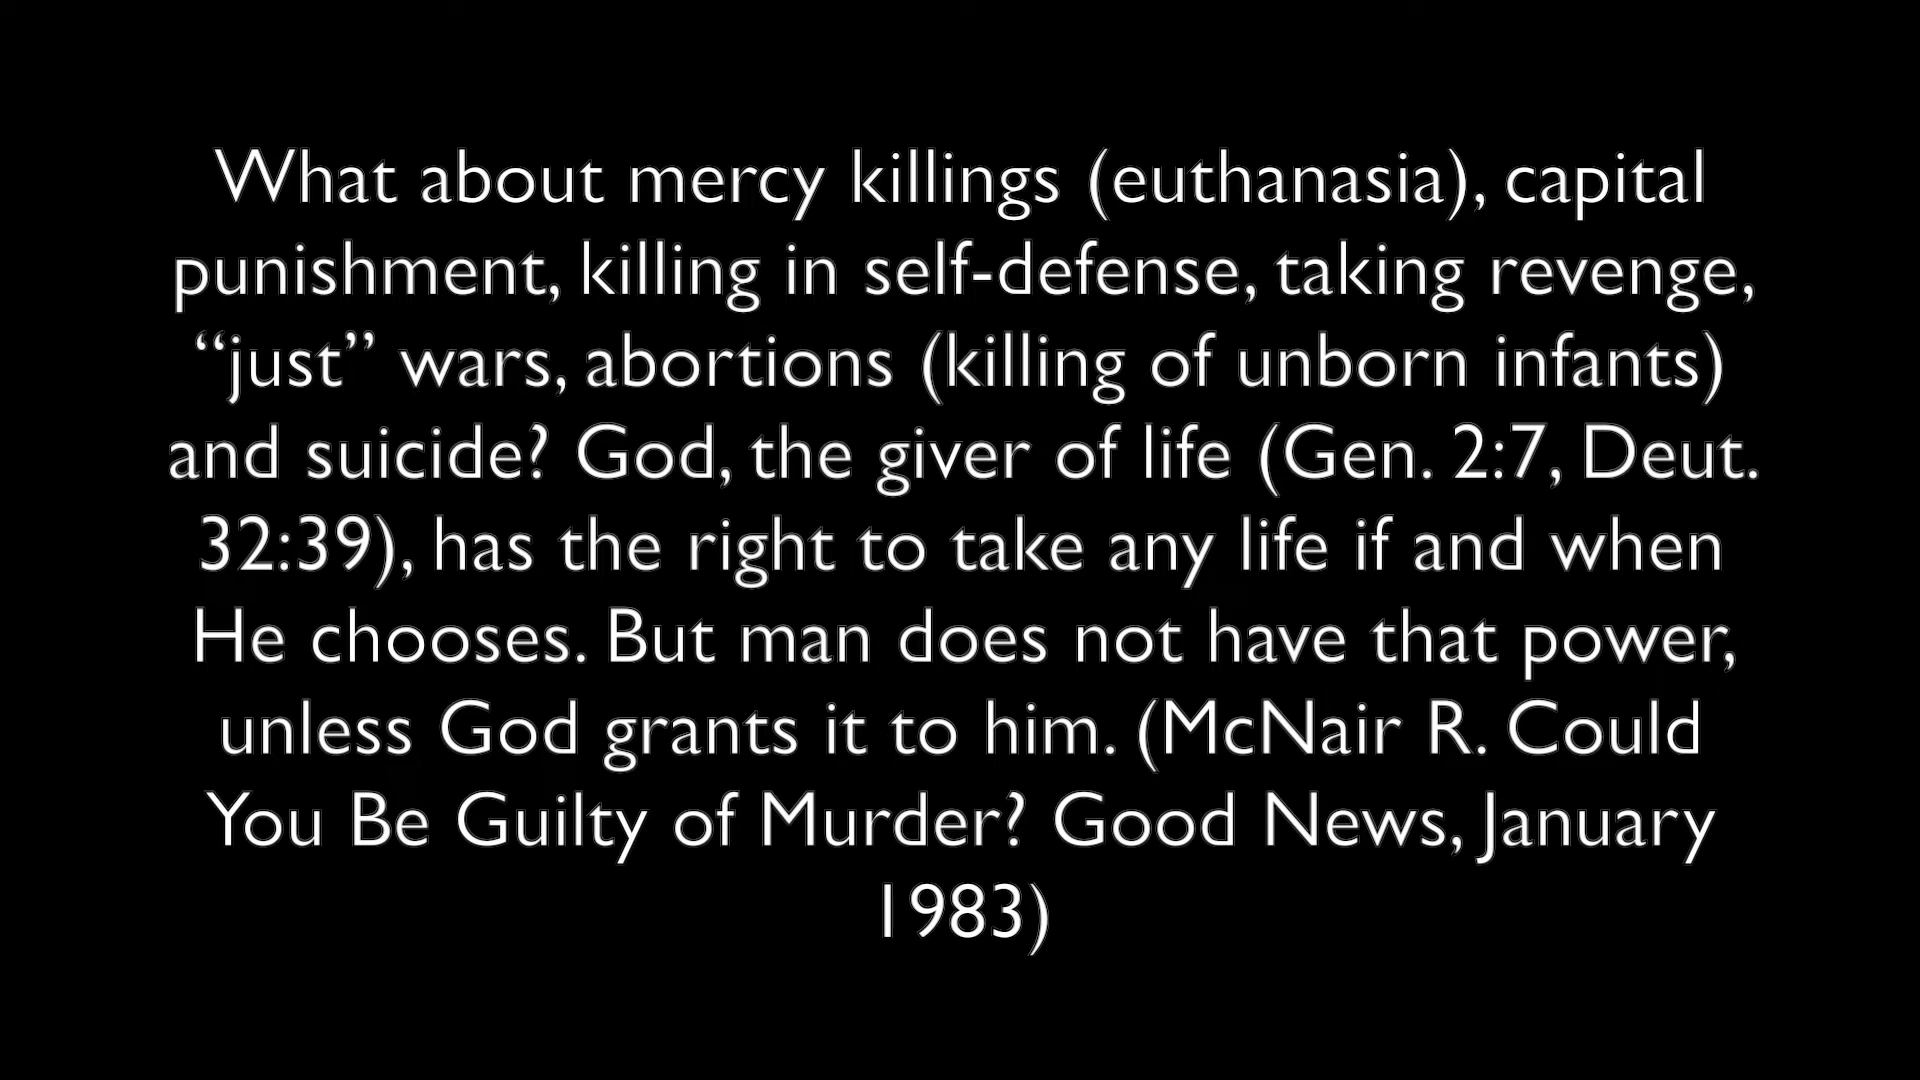 What about mercy killings (euthanasia), capital
punishment, killing in self-defense, taking revenge,
“just” wars, abortions (killing of unborn infants)
and suicide? God, the giver of life (Gen. 2:7, Deut.
32:39), has the right to take any life if and when
He chooses. But man does not have that power,
unless God grants it to him. (McNair R. Could
You Be Guilty of Murder? Good News, January
1983)